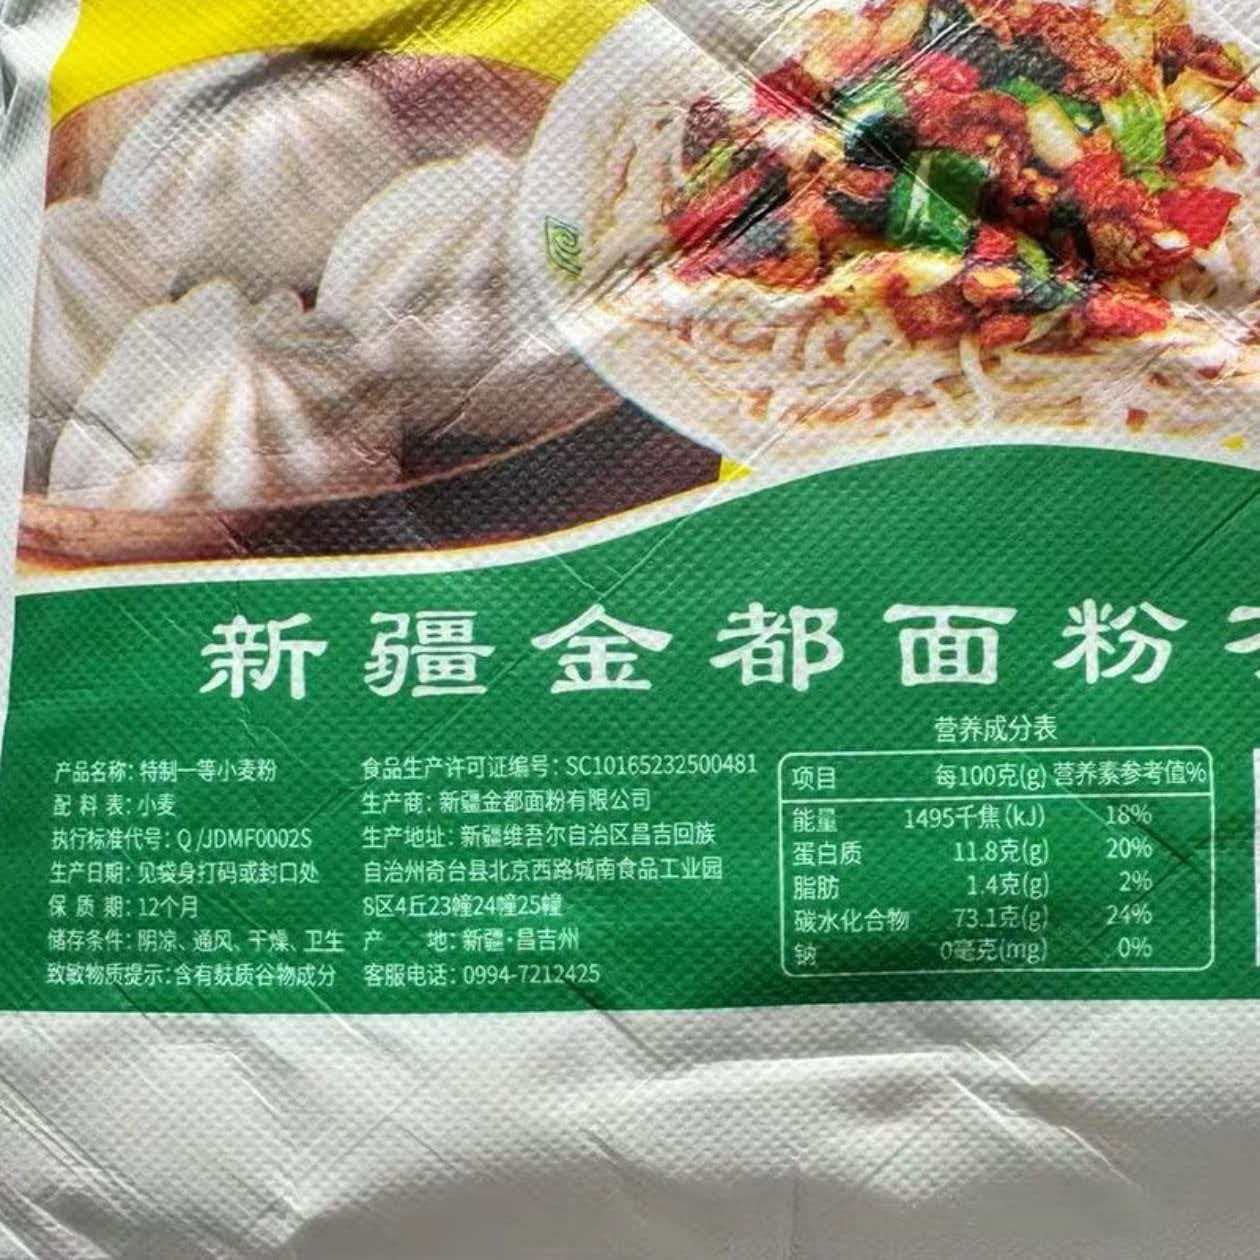 新疆金都面粉
产品名称：特制一等小麦粉
配 料 表：小麦
执行标准代号：Q/JDMF0002S
生产日期：见袋身打码或封口处
保 质 期：12个月
储存条件：阴凉、通风、干燥、卫生
致敏物质提示：含有麸质谷物成分
食品生产许可证编号：SC10165232500481
生产商：新疆金都面粉有限公司
生产地址：新疆维吾尔自治区昌吉回族
自治州奇台县北京西路城南食品工业园
8区4丘23幢24幢25幢
产 地：新疆·昌吉州
客服电话：0994-7212425
营养成分表
项目 每100克(g) 营养素参考值%
能量 1495千焦(kJ) 18%
蛋白质 11.8克(g) 20%
脂肪 1.4克(g) 2%
碳水化合物 73.1克(g) 24%
钠 0毫克(mg) 0%